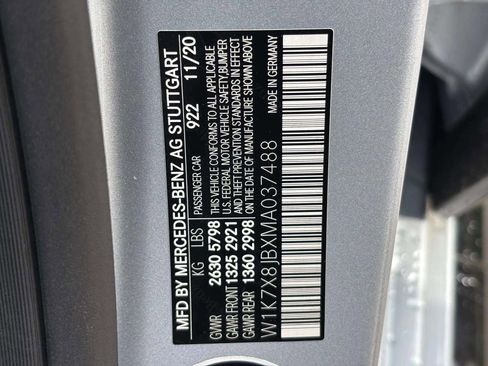 MFD BY MERCEDES-BENZ AG STUTTGART
PASSENGER CAR 922 11/20
KG LBS
GVWR 2630 5798
GAWR FRONT 1325 2921
GAWR REAR 1360 2998
THIS VEHICLE CONFORMS TO ALL APPLICABLE
U.S. FEDERAL MOTOR VEHICLE SAFETY,BUMPER
AND THEFT PREVENTION STANDARDS IN EFFECT
ON THE DATE OF MANUFACTURE SHOWN ABOVE
MADE IN GERMANY
W1K7X8JBXMA037488